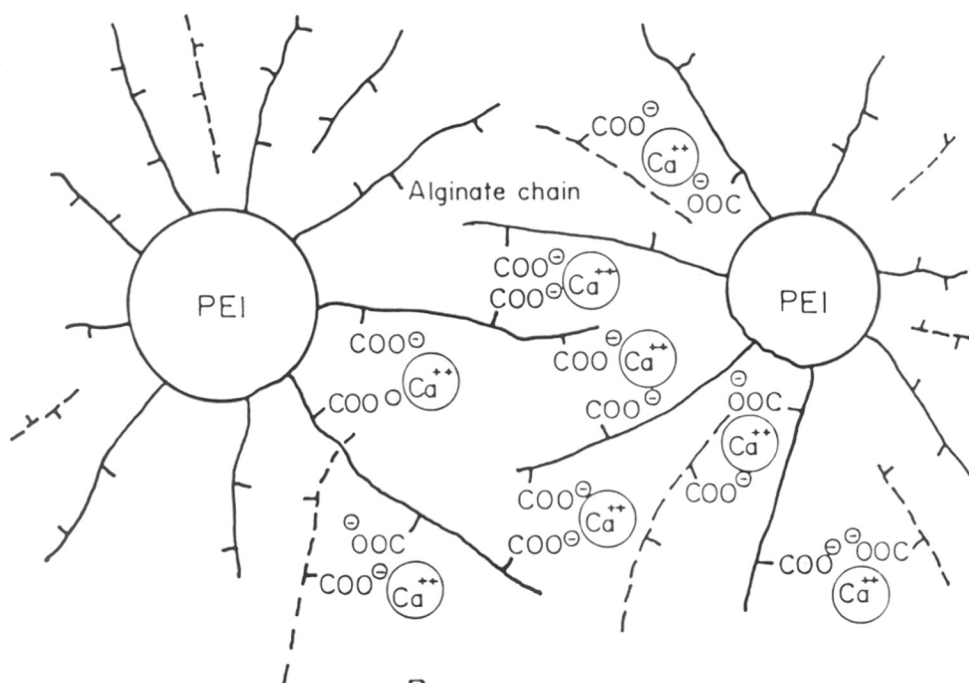 COO⊖
Ca++
⊖
OOC
Alginate chain
COO⊖
Ca++
COO⊖
PEI
PEI
COO⊖
Ca++
COO O
COO⊖
Ca++
COO⊖
⊖
OOC
Ca++
COO⊖
COO⊖
Ca++
COO⊖
⊖
OOC
COO⊖
Ca++
COO⊖
⊖OOC
Ca++